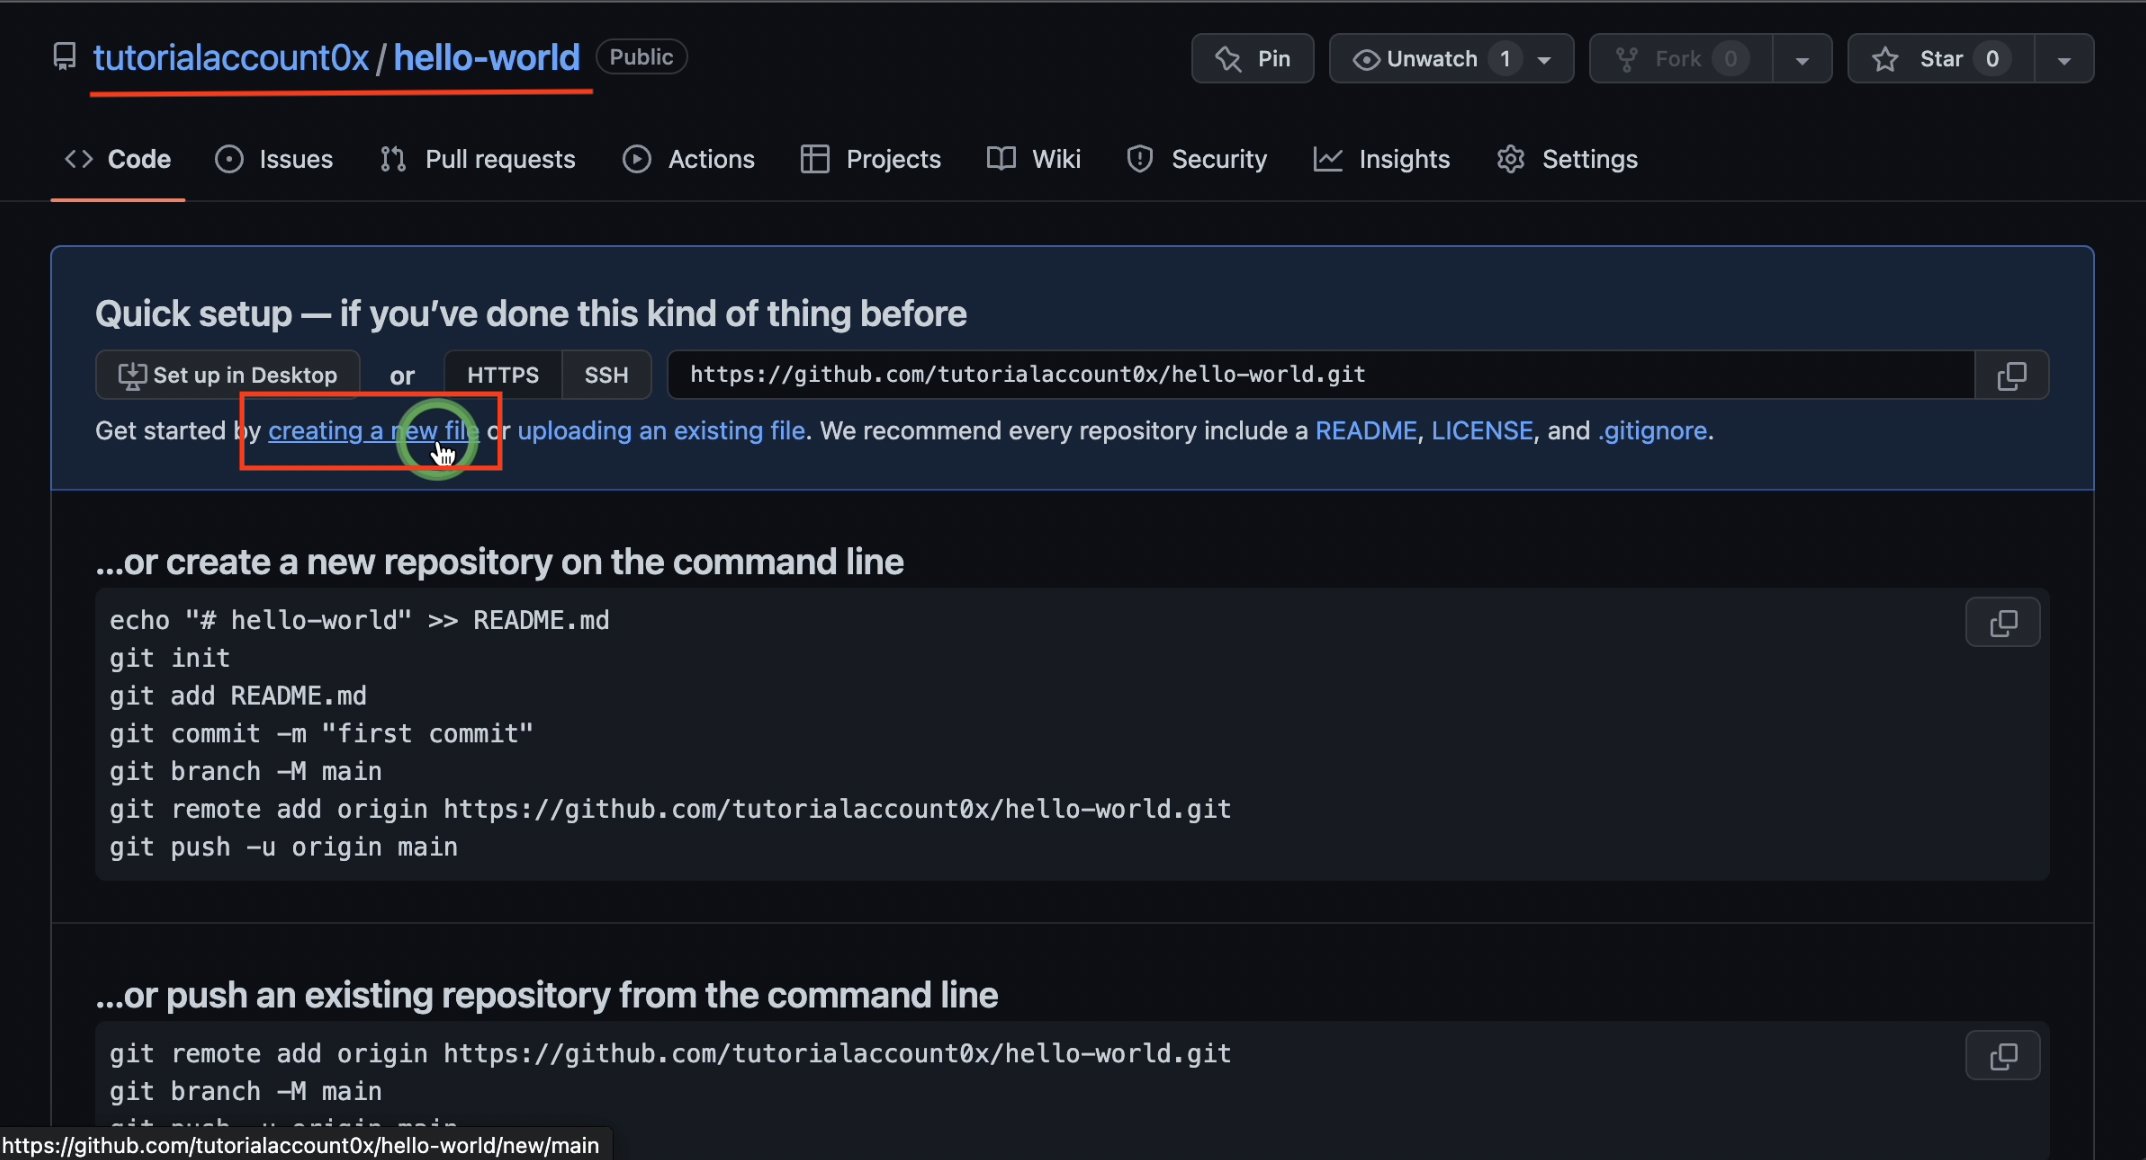 tutorialaccount0x / hello-world Public Pin Unwatch 1 Fork 0 Star 0
Code Issues Pull requests Actions Projects Wiki Security Insights Settings
Quick setup — if you’ve done this kind of thing before
Set up in Desktop or HTTPS SSH https://github.com/tutorialaccount0x/hello-world.git
Get started by creating a new file or uploading an existing file. We recommend every repository include a README, LICENSE, and .gitignore.
...or create a new repository on the command line
echo "# hello-world" >> README.md
git init
git add README.md
git commit -m "first commit"
git branch -M main
git remote add origin https://github.com/tutorialaccount0x/hello-world.git
git push -u origin main
...or push an existing repository from the command line
git remote add origin https://github.com/tutorialaccount0x/hello-world.git
git branch -M main
git push -u origin main
https://github.com/tutorialaccount0x/hello-world/new/main